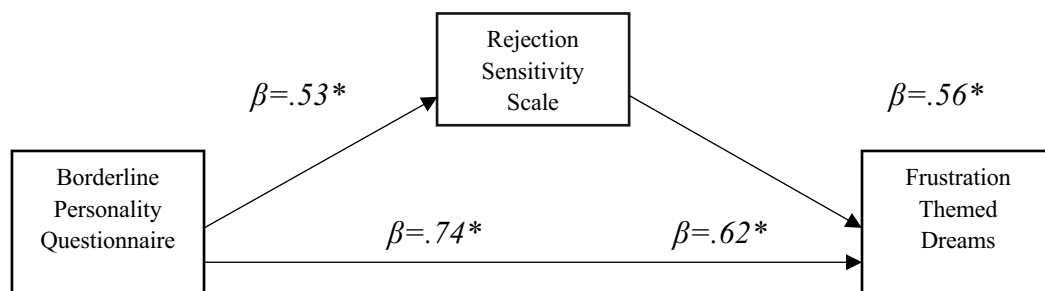 Rejection
Sensitivity
Scale
β=.53*
β=.56*
Borderline
Personality
Questionnaire
Frustration
Themed
Dreams
β=.74*
β=.62*